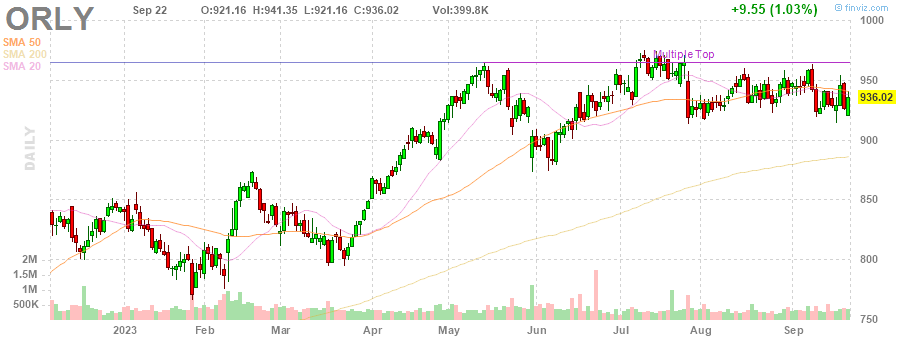 ORLY Sep 22 O:921.16 H:941.35 L:921.16 C:936.02 Vol:399.8K +9.55 (1.03%) finviz.com
SMA 50
SMA 200
SMA 20
DAILY
Multiple Top
1000
950
936.02
900
850
800
750
2M
1.5M
1M
500K
2023 Feb Mar Apr May Jun Jul Aug Sep